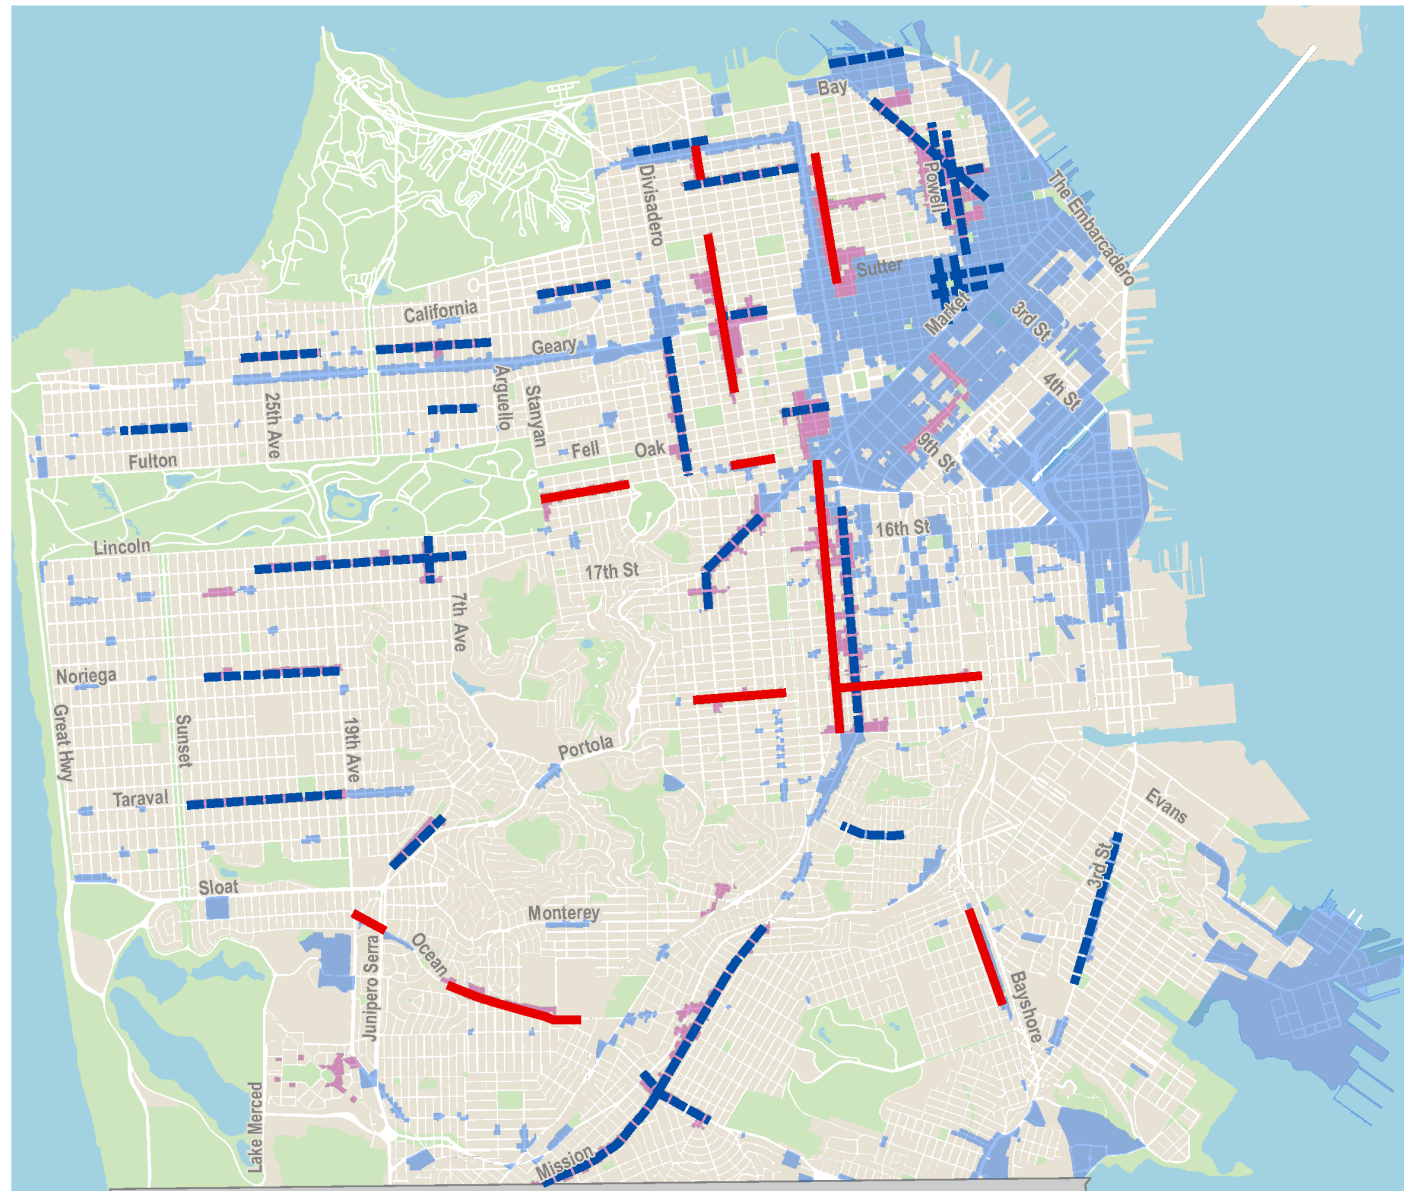 Bay
The Embarcadero
Divisadero
Powell
Sutter
California
Market
3rd St
Geary
4th St
Arguello
Stanyan
25th Ave
Fell
Oak
Fulton
9th St
16th St
Lincoln
17th St
7th Ave
Noriega
Great Hwy
Sunset
19th Ave
Portola
Taraval
Evans
3rd St
Sloat
Monterey
Ocean
Junipero Serra
Bayshore
Lake Merced
Mission